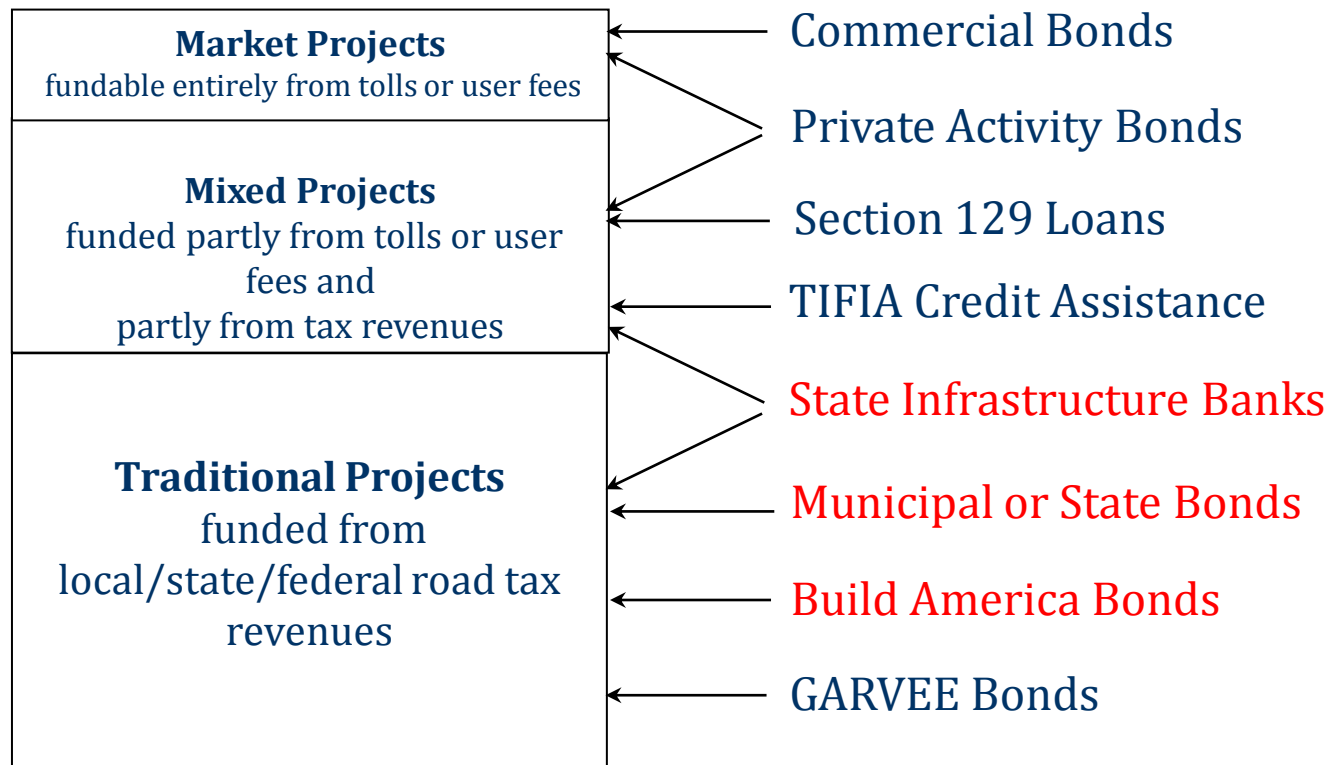 Market Projects
fundable entirely from tolls or user fees
Mixed Projects
funded partly from tolls or user
fees and
partly from tax revenues
Traditional Projects
funded from
local/state/federal road tax
revenues
Commercial Bonds
Private Activity Bonds
Section 129 Loans
TIFIA Credit Assistance
State Infrastructure Banks
Municipal or State Bonds
Build America Bonds
GARVEE Bonds